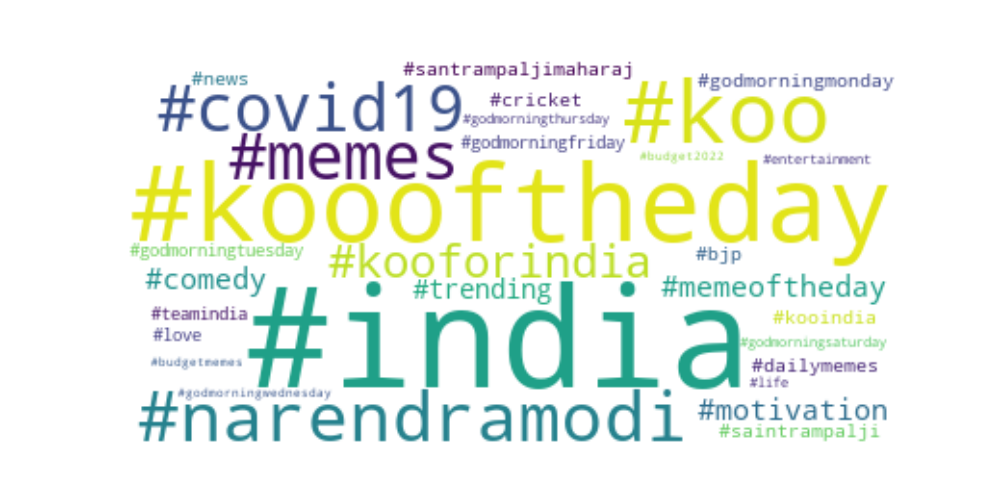 #santrampaljimaharaj
#news
#godmorningmonday
#covid19
#cricket
#koo
#godmorningthursday
#memes
#godmorningfriday
#budget2022
#entertainment
#koooftheday
#godmorningtuesday
#kooforindia
#bjp
#comedy
#trending
#memeoftheday
#india
#teamindia
#kooindia
#love
#godmorningsaturday
#budgetmemes
#dailymemes
#life
#godmorningwednesday
#narendramodi
#motivation
#saintrampalji